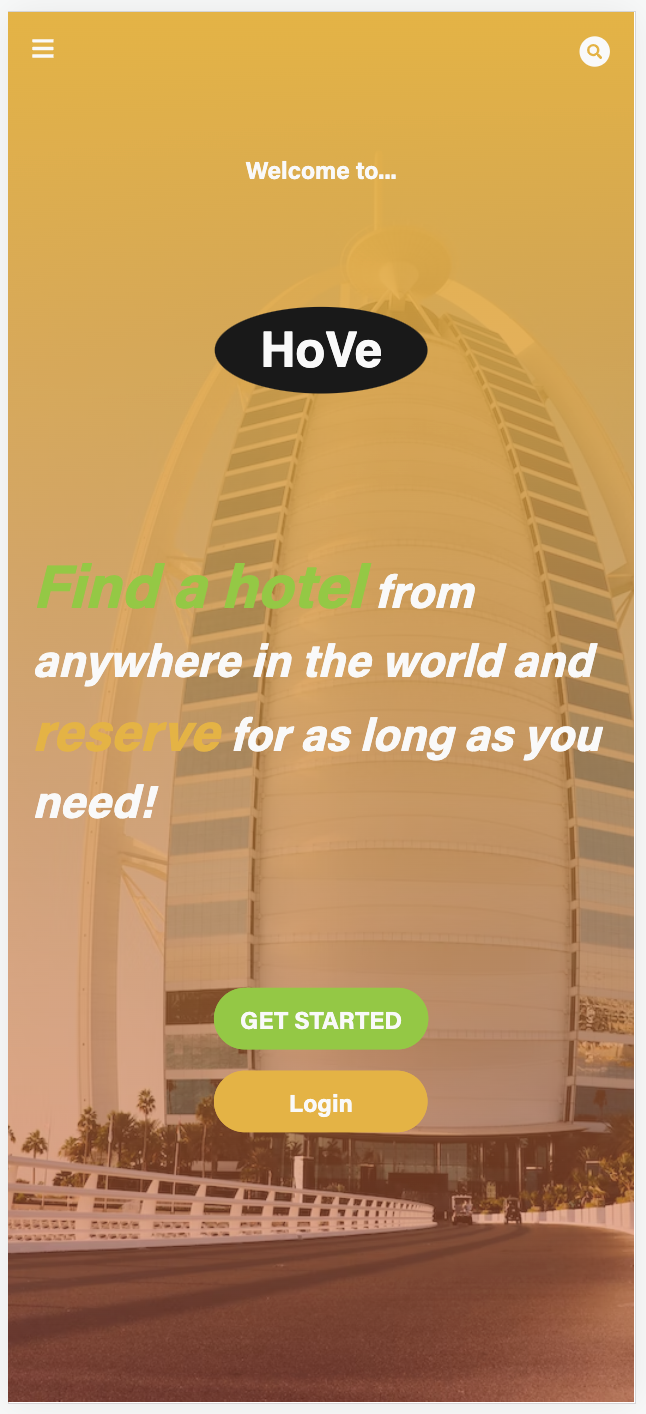 Welcome to...
HoVe
Find a hotel from
anywhere in the world and
reserve for as long as you
need!
GET STARTED
Login